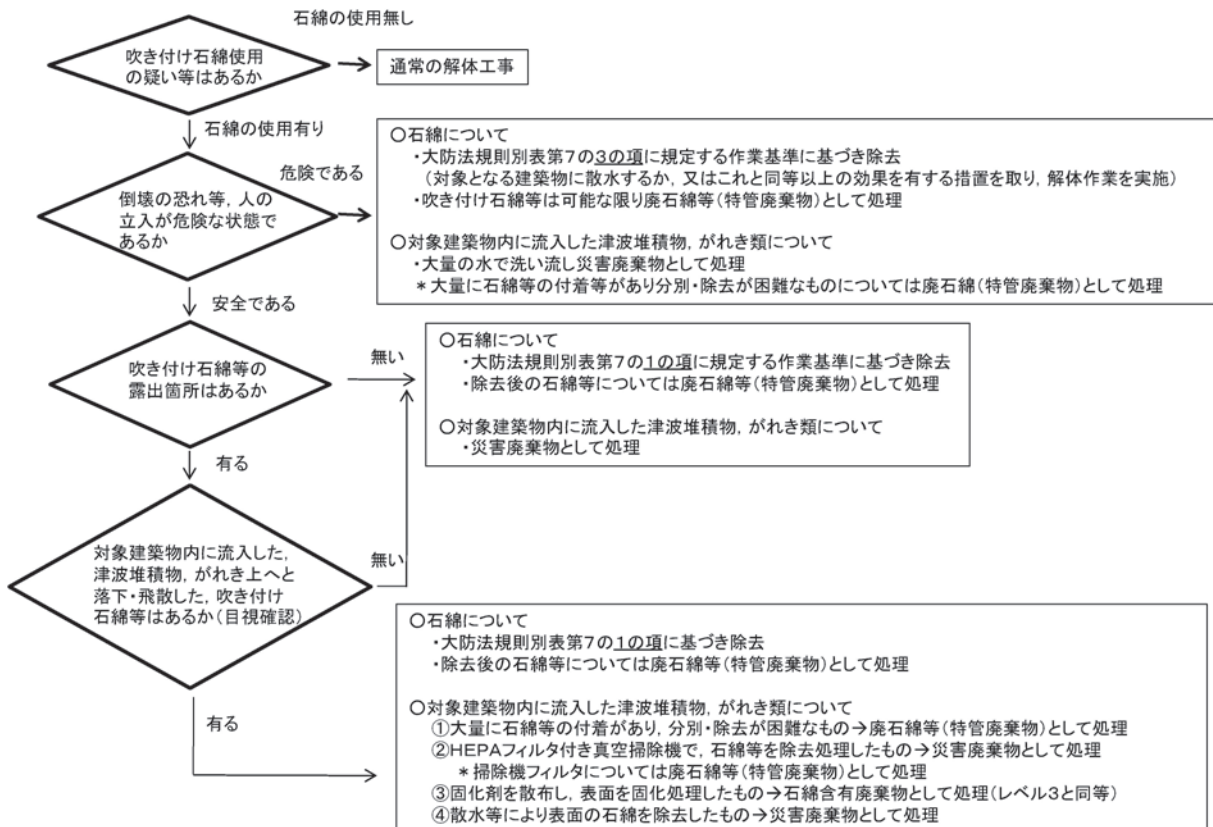 石綿の使用無し
吹き付け石綿使用
の疑い等はあるか
通常の解体工事
石綿の使用有り
危険である
倒壊の恐れ等，人の
立入が危険な状態で
あるか
○石綿について
・大防法規則別表第７の３の項に規定する作業基準に基づき除去
（対象となる建築物に散水するか，又はこれと同等以上の効果を有する措置を取り，解体作業を実施）
・吹き付け石綿等は可能な限り廃石綿等（特管廃棄物）として処理
○対象建築物内に流入した津波堆積物，がれき類について
・大量の水で洗い流し災害廃棄物として処理
＊大量に石綿等の付着等があり分別・除去が困難なものについては廃石綿（特管廃棄物）として処理
安全である
吹き付け石綿等の
露出箇所はあるか
無い
○石綿について
・大防法規則別表第７の１の項に規定する作業基準に基づき除去
・除去後の石綿等については廃石綿等（特管廃棄物）として処理
○対象建築物内に流入した津波堆積物，がれき類について
・災害廃棄物として処理
有る
対象建築物内に流入した，
津波堆積物，がれき上へと
落下・飛散した，吹き付け
石綿等はあるか（目視確認）
無い
有る
○石綿について
・大防法規則別表第７の１の項に基づき除去
・除去後の石綿等については廃石綿等（特管廃棄物）として処理
○対象建築物内に流入した津波堆積物，がれき類について
①大量に石綿等の付着があり，分別・除去が困難なもの→廃石綿等（特管廃棄物）として処理
②HEPAフィルタ付き真空掃除機で，石綿等を除去処理したもの→災害廃棄物として処理
＊掃除機フィルタについては廃石綿等（特管廃棄物）として処理
③固化剤を散布し，表面を固化処理したもの→石綿含有廃棄物として処理（レベル３と同等）
④散水等により表面の石綿を除去したもの→災害廃棄物として処理